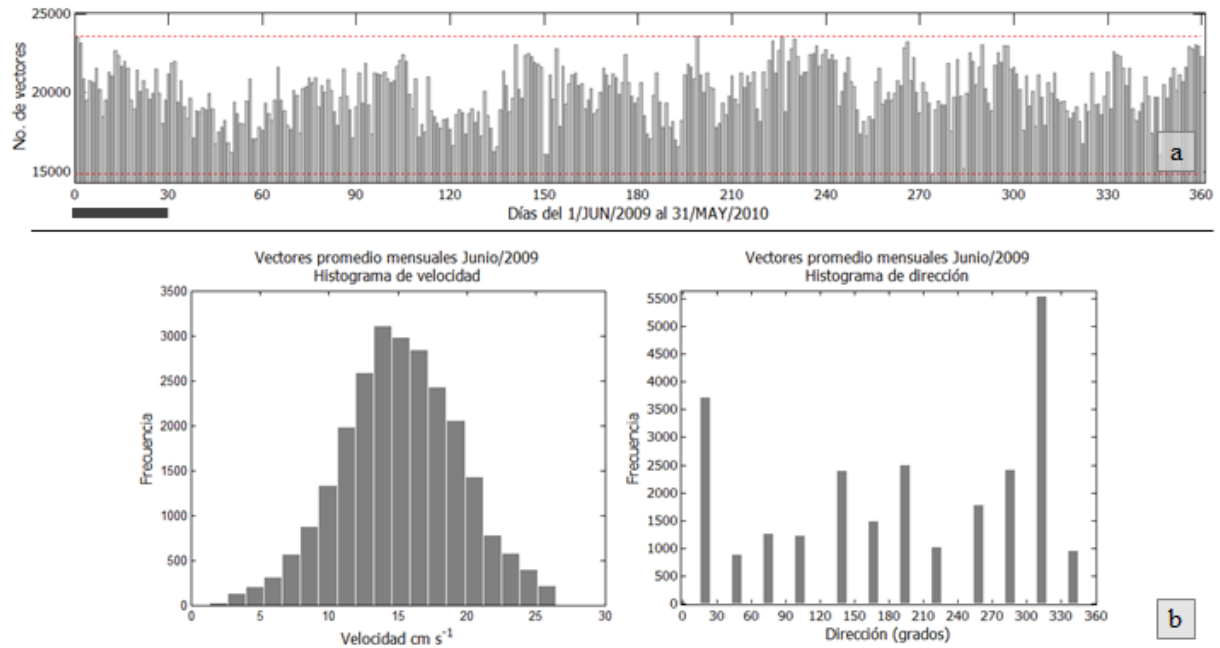 25000
20000
15000
No. de vectores
a
0 30 60 90 120 150 180 210 240 270 300 330 360
Días del 1/JUN/2009 al 31/MAY/2010
Vectores promedio mensuales Junio/2009
Histograma de velocidad
3500
3000
2500
2000
1500
1000
500
0
Frecuencia
0 5 10 15 20 25 30
Velocidad cm s⁻¹
Vectores promedio mensuales Junio/2009
Histograma de dirección
5500
5000
4500
4000
3500
3000
2500
2000
1500
1000
500
0
Frecuencia
0 30 60 90 120 150 180 210 240 270 300 330 360
Dirección (grados)
b